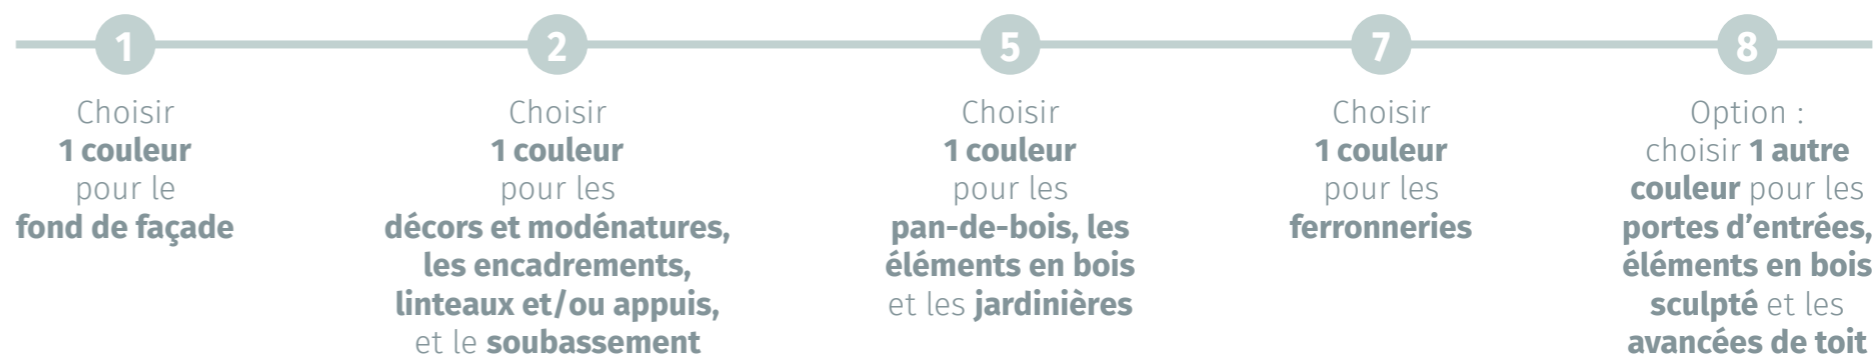 1
Choisir
1 couleur
pour le
fond de façade
2
Choisir
1 couleur
pour les
décors et modénatures,
les encadrements,
linteaux et/ou appuis,
et le soubassement
5
Choisir
1 couleur
pour les
pan-de-bois, les
éléments en bois
et les jardinières
7
Choisir
1 couleur
pour les
ferronneries
8
Option :
choisir 1 autre
couleur pour les
portes d’entrées,
éléments en bois
sculpté et les
avancées de toit